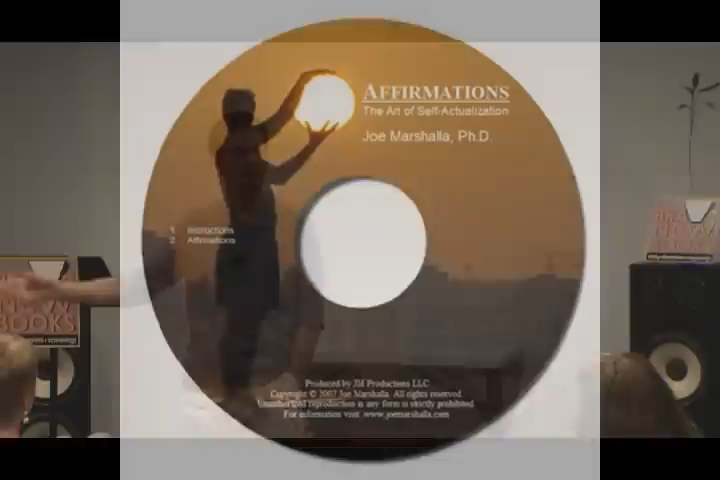 AFFIRMATIONS
The Art of Self-Actualization
Joe Marshalla, Ph.D.
1 Instructions
2 Affirmations
BOOKS
Produced by JM Productions LLC
Copyright © 2007 Joe Marshalla. All rights reserved.
Unauthorized reproduction in any form is strictly prohibited.
For information visit www.joemarshalla.com